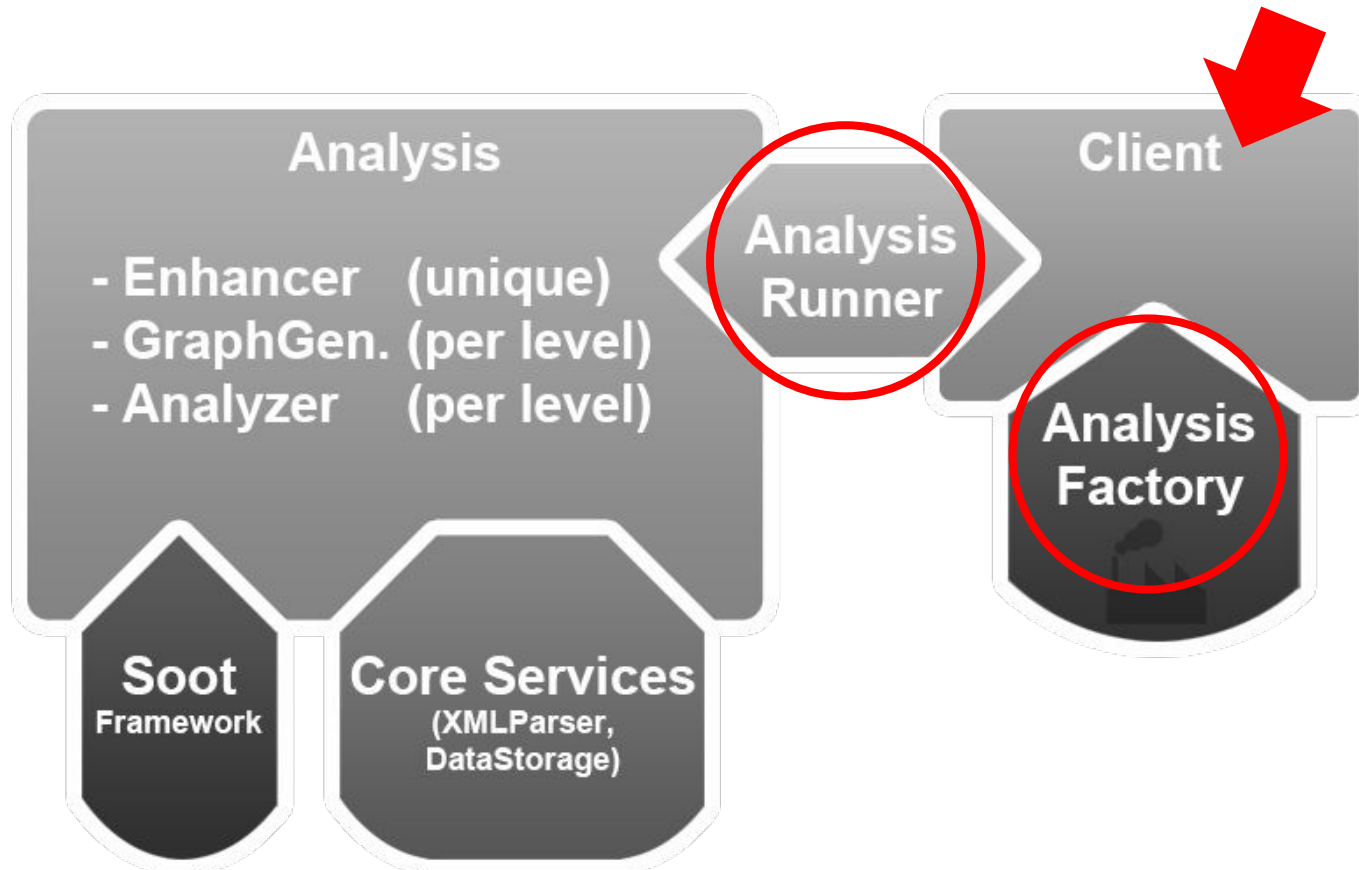 Analysis
- Enhancer (unique)
- GraphGen. (per level)
- Analyzer (per level)
Analysis
Runner
Client
Analysis
Factory
Soot
Framework
Core Services
(XMLParser,
DataStorage)